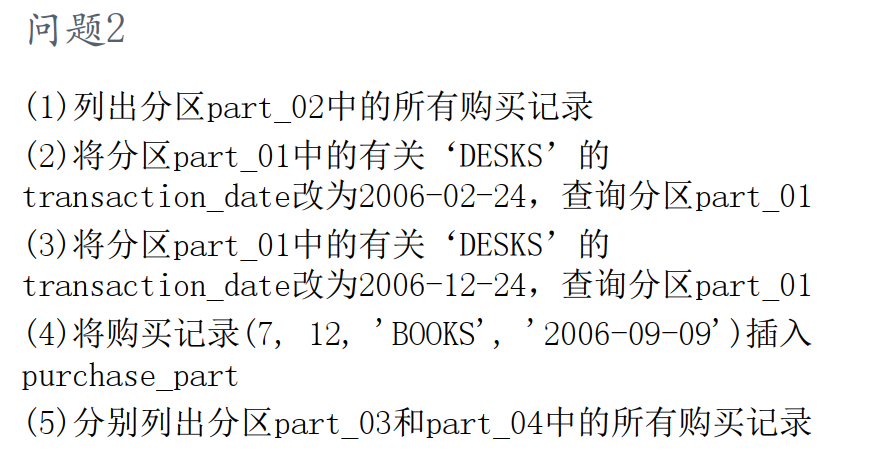 问题2
(1)列出分区part_02中的所有购买记录
(2)将分区part_01中的有关‘DESKS’的
transaction_date改为2006-02-24，查询分区part_01
(3)将分区part_01中的有关‘DESKS’的
transaction_date改为2006-12-24，查询分区part_01
(4)将购买记录(7, 12, 'BOOKS', '2006-09-09')插入
purchase_part
(5)分别列出分区part_03和part_04中的所有购买记录